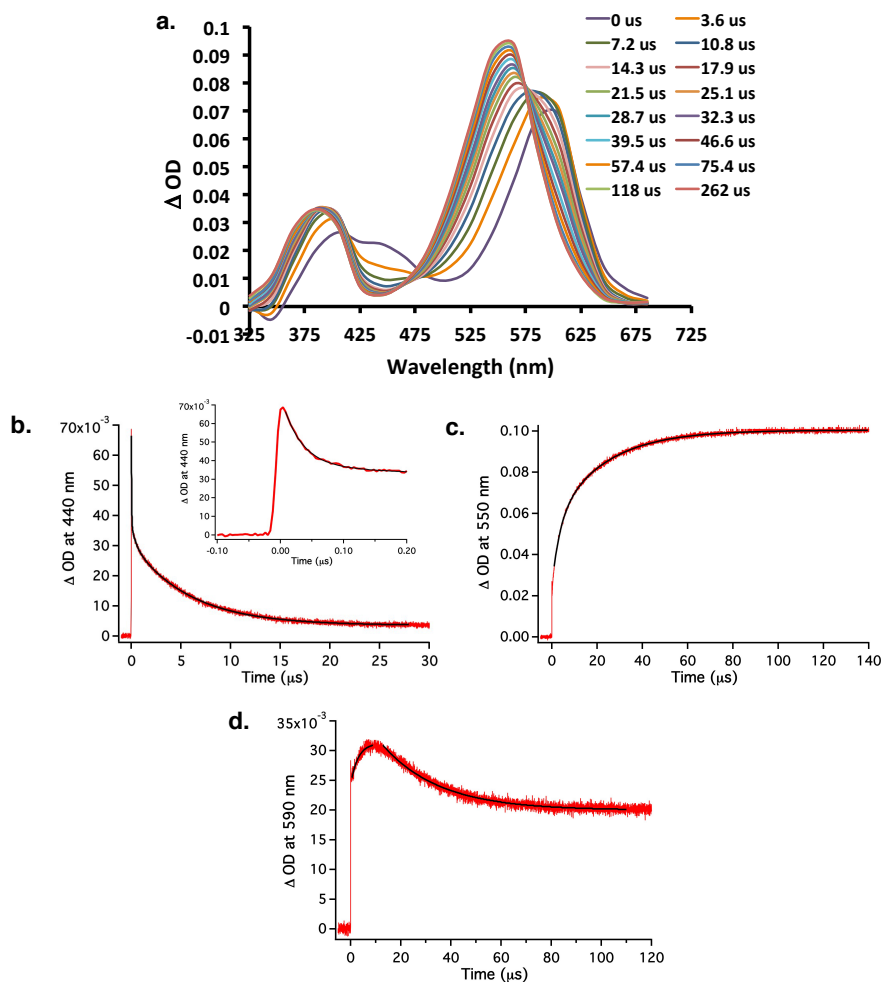 a.
0.1
0.09
0.08
0.07
0.06
0.05
0.04
0.03
0.02
0.01
0
-0.01
Δ OD
325 375 425 475 525 575 625 675 725
Wavelength (nm)
0 us 3.6 us
7.2 us 10.8 us
14.3 us 17.9 us
21.5 us 25.1 us
28.7 us 32.3 us
39.5 us 46.6 us
57.4 us 75.4 us
118 us 262 us
b.
70x10⁻³
60
50
40
30
20
10
0
Δ OD at 440 nm
0 5 10 15 20 25 30
Time (μs)
70x10⁻³
60
50
40
30
20
10
0
Δ OD at 440 nm
-0.10 0.00 0.10 0.20
Time (μs)
c.
0.10
0.08
0.06
0.04
0.02
0.00
Δ OD at 550 nm
0 20 40 60 80 100 120 140
Time (μs)
d.
35x10⁻³
30
25
20
15
10
5
0
Δ OD at 590 nm
0 20 40 60 80 100 120
Time (μs)